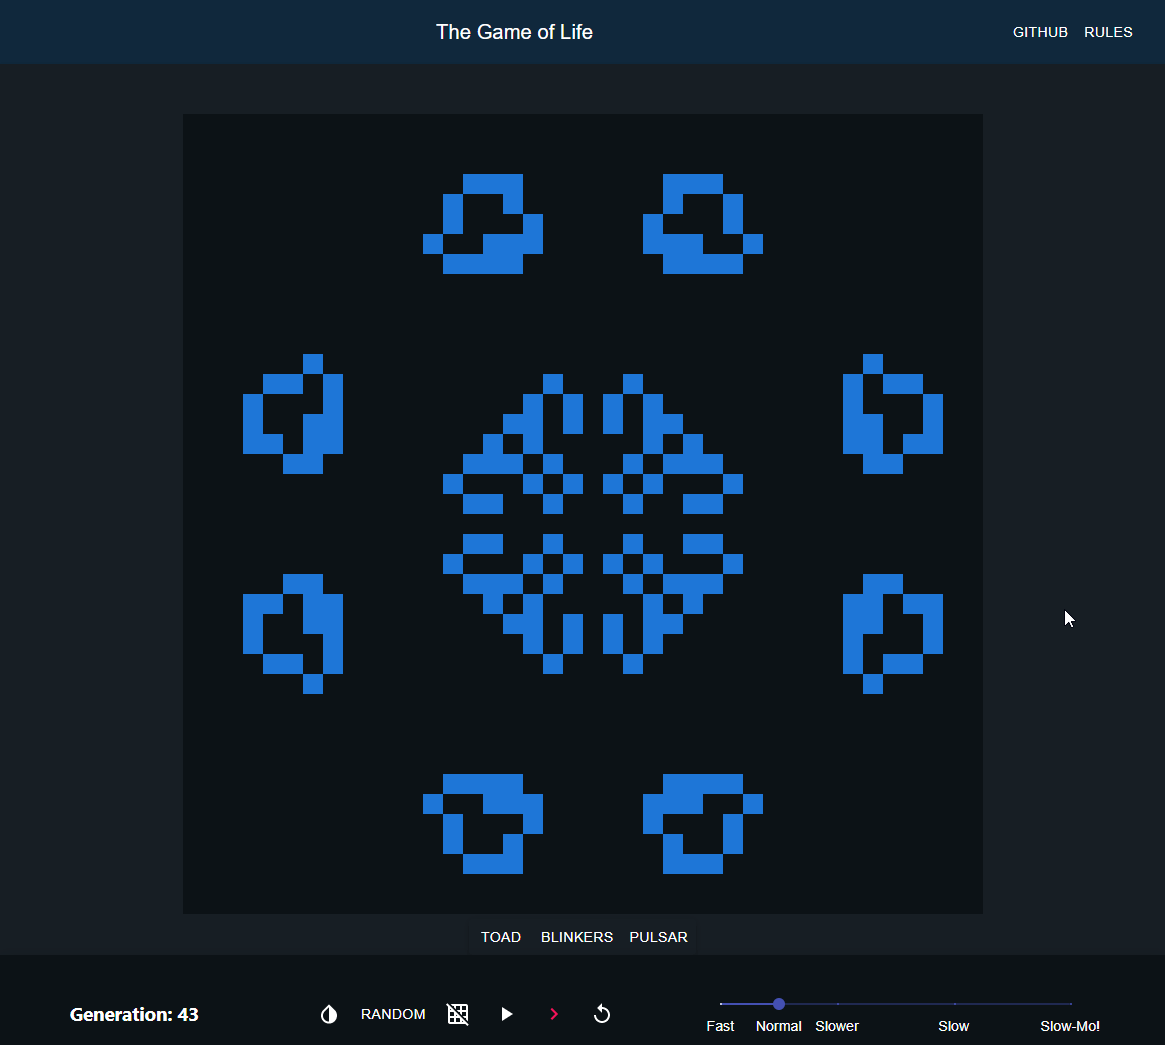 The Game of Life
GITHUB RULES
TOAD BLINKERS PULSAR
Generation: 43
RANDOM
Fast Normal Slower Slow Slow-Mo!